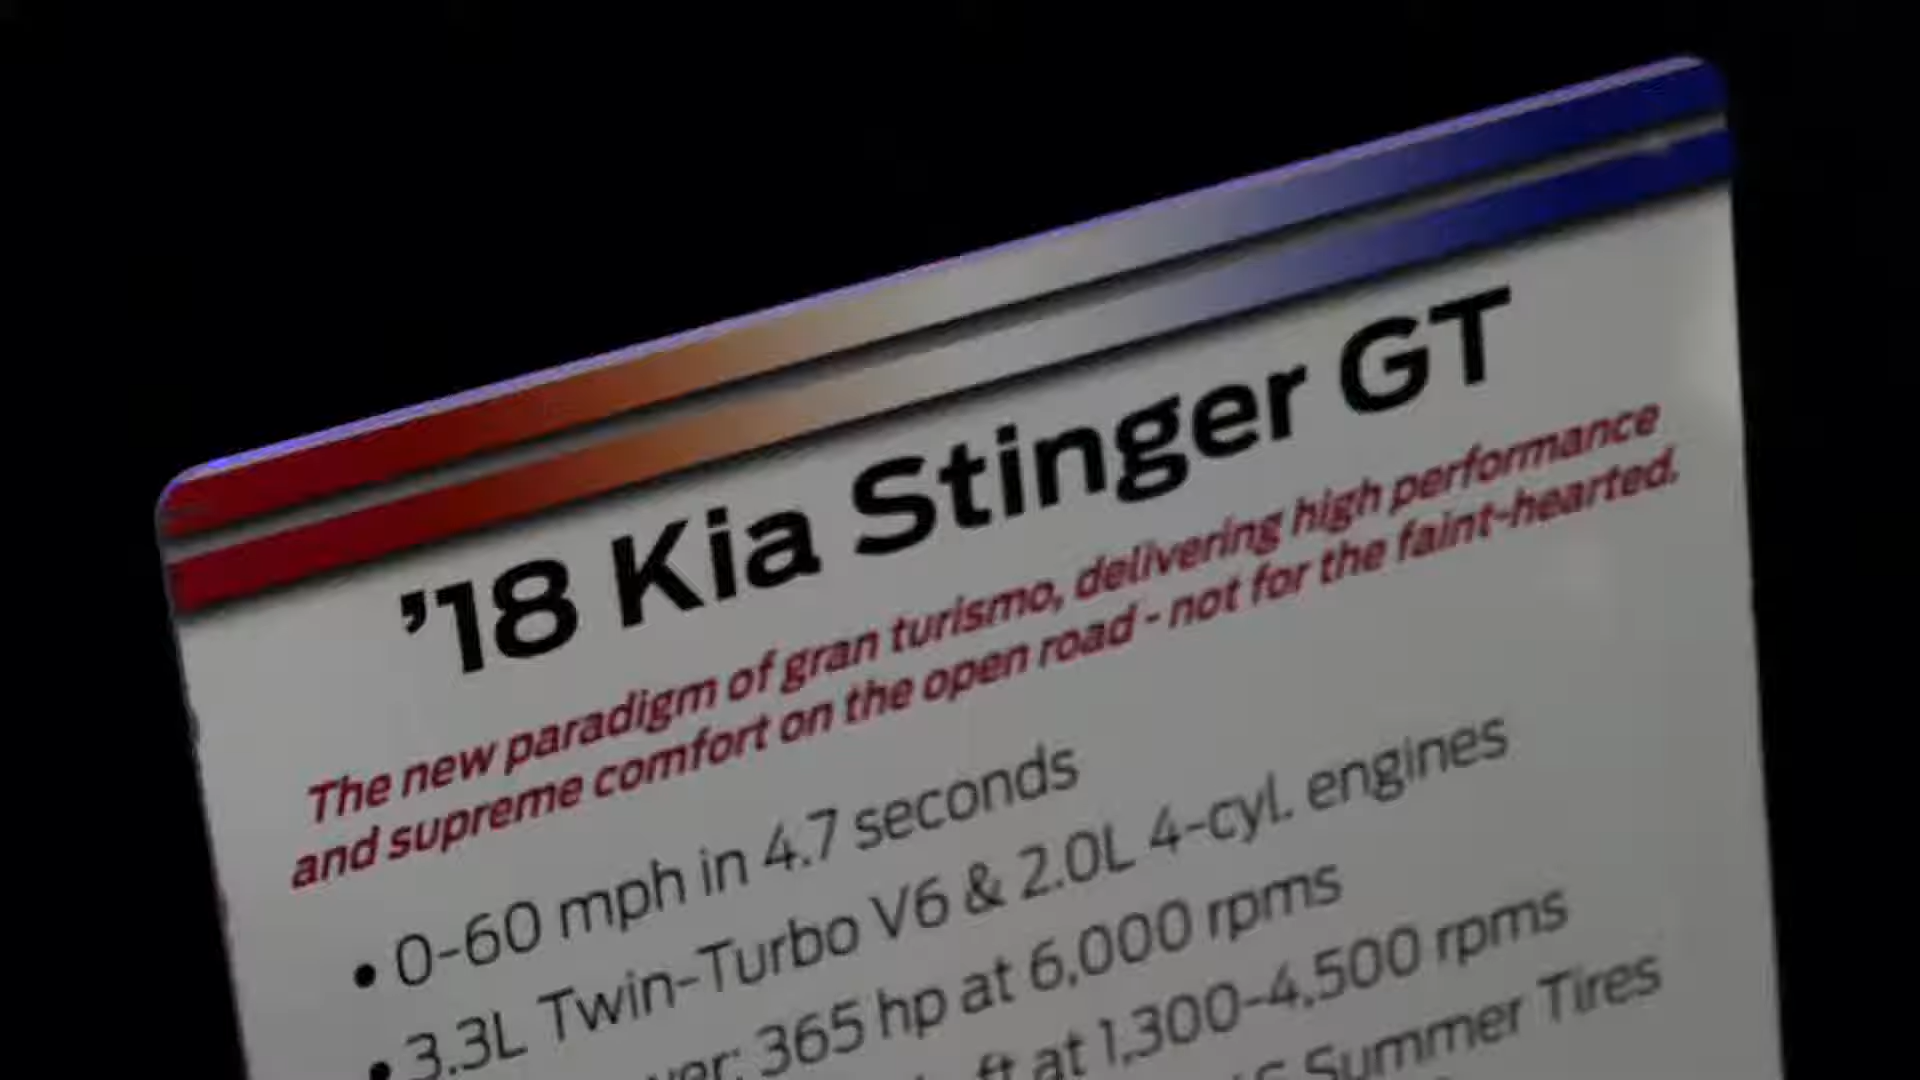 ’18 Kia Stinger GT
The new paradigm of gran turismo, delivering high performance
and supreme comfort on the open road - not for the faint-hearted.
• 0-60 mph in 4.7 seconds
• 3.3L Twin-Turbo V6 & 2.0L 4-cyl. engines
365 hp at 6,000 rpms
ft at 1,300-4,500 rpms
Summer Tires